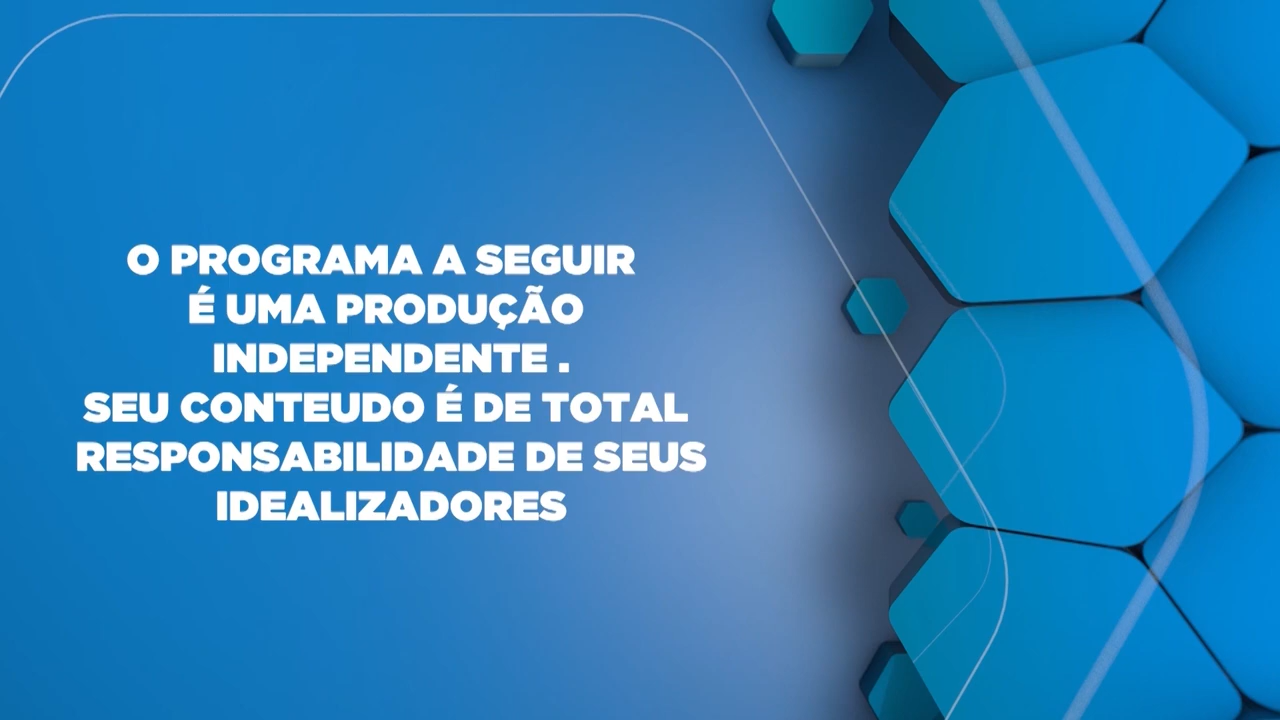 O PROGRAMA A SEGUIR
É UMA PRODUÇÃO
INDEPENDENTE .
SEU CONTEUDO É DE TOTAL
RESPONSABILIDADE DE SEUS
IDEALIZADORES